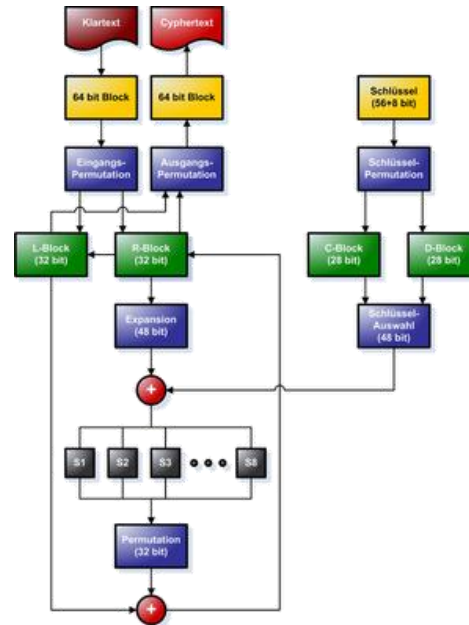 Klartext
Cyphertext
64 bit Block
64 bit Block
Schlüssel
(56+8 bit)
Eingangs-
Permutation
Ausgangs-
Permutation
Schlüssel-
Permutation
L-Block
(32 bit)
R-Block
(32 bit)
C-Block
(28 bit)
D-Block
(28 bit)
Expansion
(48 bit)
Schlüssel-
Auswahl
(48 bit)
+
S1
S2
S3
S8
Permutation
(32 bit)
+